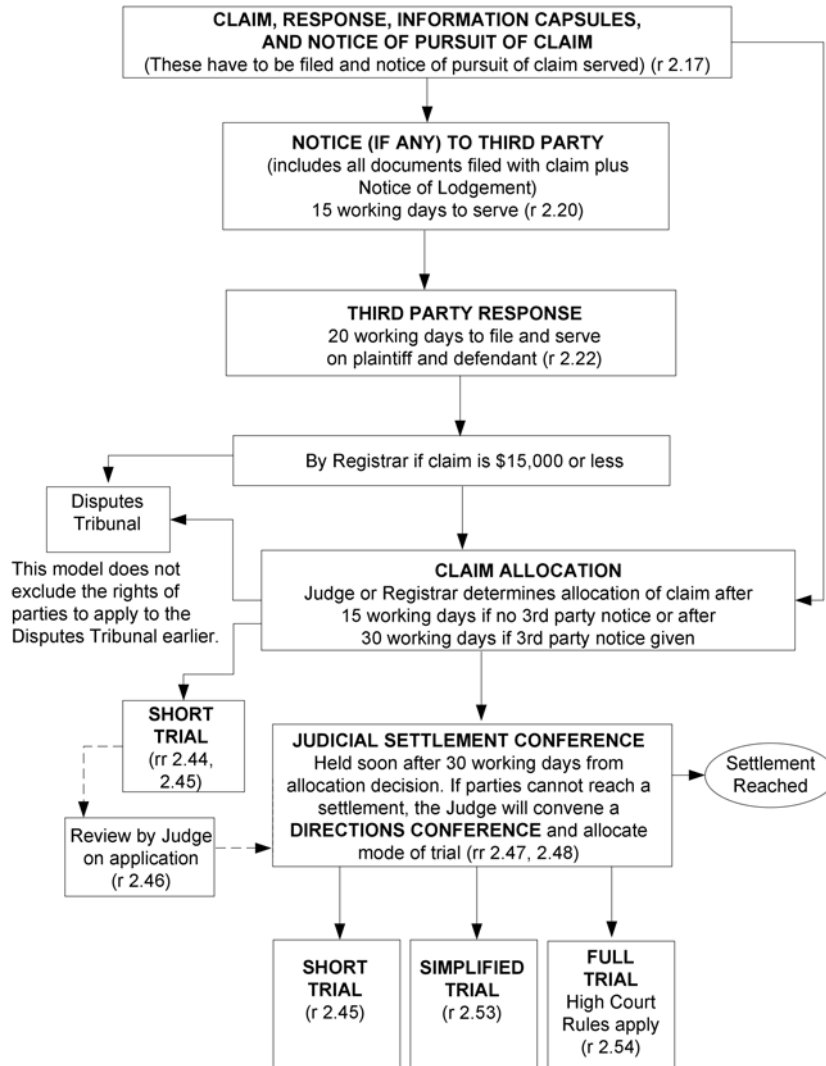 CLAIM, RESPONSE, INFORMATION CAPSULES,
AND NOTICE OF PURSUIT OF CLAIM
(These have to be filed and notice of pursuit of claim served) (r 2.17)
NOTICE (IF ANY) TO THIRD PARTY
(includes all documents filed with claim plus
Notice of Lodgement)
15 working days to serve (r 2.20)
THIRD PARTY RESPONSE
20 working days to file and serve
on plaintiff and defendant (r 2.22)
By Registrar if claim is $15,000 or less
Disputes
Tribunal
This model does not
exclude the rights of
parties to apply to the
Disputes Tribunal earlier.
CLAIM ALLOCATION
Judge or Registrar determines allocation of claim after
15 working days if no 3rd party notice or after
30 working days if 3rd party notice given
SHORT
TRIAL
(rr 2.44,
2.45)
Review by Judge
on application
(r 2.46)
JUDICIAL SETTLEMENT CONFERENCE
Held soon after 30 working days from
allocation decision. If parties cannot reach a
settlement, the Judge will convene a
DIRECTIONS CONFERENCE and allocate
mode of trial (rr 2.47, 2.48)
Settlement
Reached
SHORT
TRIAL
(r 2.45)
SIMPLIFIED
TRIAL
(r 2.53)
FULL
TRIAL
High Court
Rules apply
(r 2.54)